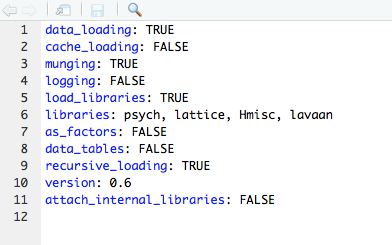 1 data_loading: TRUE
2 cache_loading: FALSE
3 munging: TRUE
4 logging: FALSE
5 load_libraries: TRUE
6 libraries: psych, lattice, Hmisc, lavaan
7 as_factors: FALSE
8 data_tables: FALSE
9 recursive_loading: TRUE
10 version: 0.6
11 attach_internal_libraries: FALSE
12